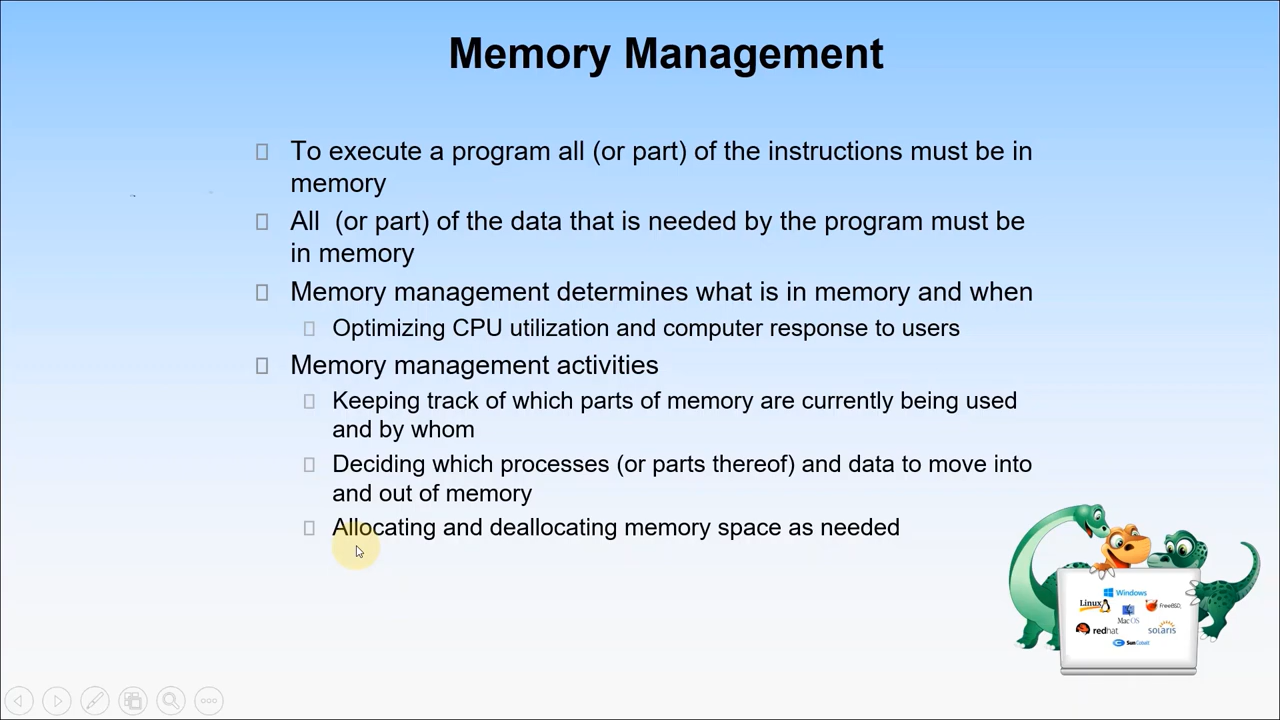 Memory Management
To execute a program all (or part) of the instructions must be in
memory
All (or part) of the data that is needed by the program must be
in memory
Memory management determines what is in memory and when
Optimizing CPU utilization and computer response to users
Memory management activities
Keeping track of which parts of memory are currently being used
and by whom
Deciding which processes (or parts thereof) and data to move into
and out of memory
Allocating and deallocating memory space as needed
Windows
Linux
FreeBSD
Mac OS
redhat
solaris
Sun Cobalt